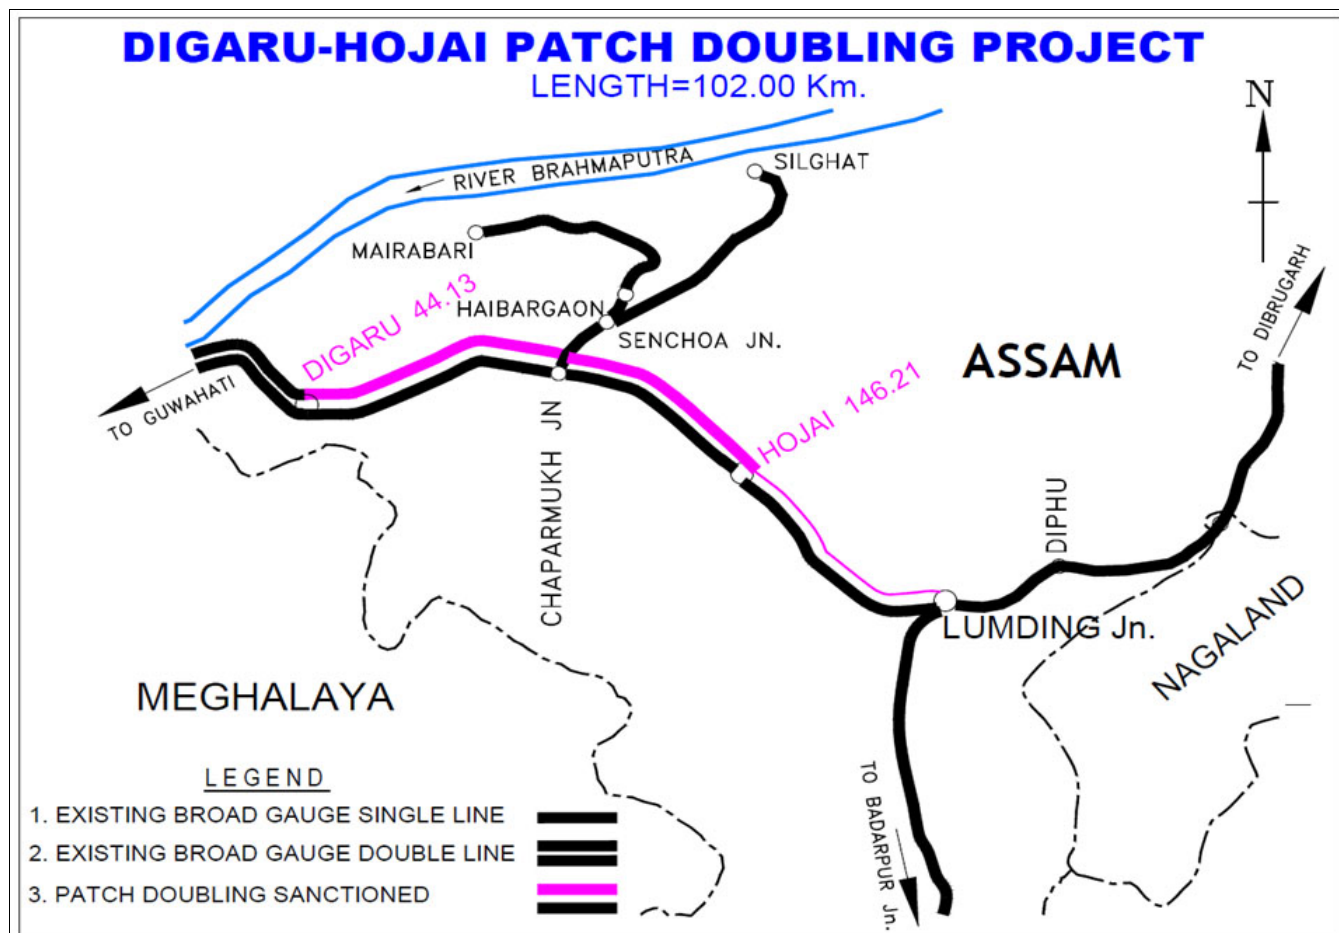 DIGARU-HOJAI PATCH DOUBLING PROJECT
LENGTH=102.00 Km.
N
RIVER BRAHMAPUTRA
SILGHAT
MAIRABARI
HAIBARGAON
SENCHOA JN.
DIGARU 44.13
TO GUWAHATI
CHAPARMUKH JN
HOJAI 146.21
ASSAM
TO DIBRUGARH
DIPHU
LUMDING Jn.
NAGALAND
MEGHALAYA
TO BADARPUR Jn.
LEGEND
1. EXISTING BROAD GAUGE SINGLE LINE
2. EXISTING BROAD GAUGE DOUBLE LINE
3. PATCH DOUBLING SANCTIONED